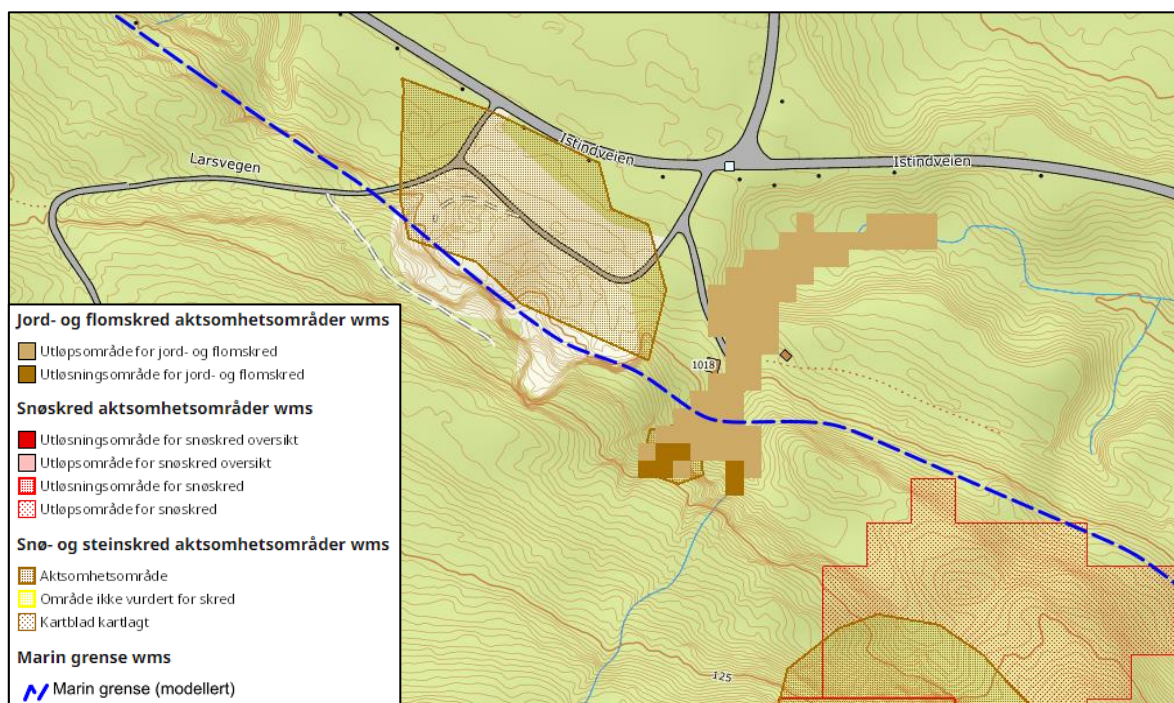 Larsvegen
Istindveien
Istindveien
1018
125
Jord- og flomskred aktsomhetsområder wms
Utløpsområde for jord- og flomskred
Utløsningsområde for jord- og flomskred
Snøskred aktsomhetsområder wms
Utløsningsområde for snøskred oversikt
Utløpsområde for snøskred oversikt
Utløsningsområde for snøskred
Utløpsområde for snøskred
Snø- og steinskred aktsomhetsområder wms
Aktsomhetsområde
Område ikke vurdert for skred
Kartblad kartlagt
Marin grense wms
Marin grense (modellert)